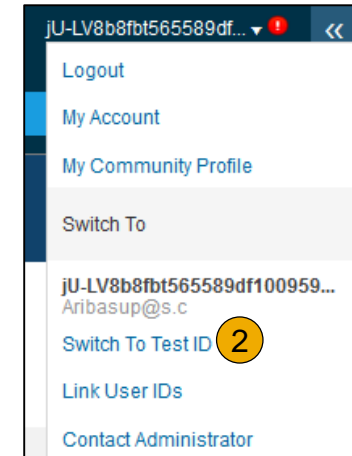 jU-LV8b8fbt565589df... ▾ ! «
Logout
My Account
My Community Profile
Switch To
jU-LV8b8fbt565589df100959...
Aribasup@s.c
Switch To Test ID 2
Link User IDs
Contact Administrator